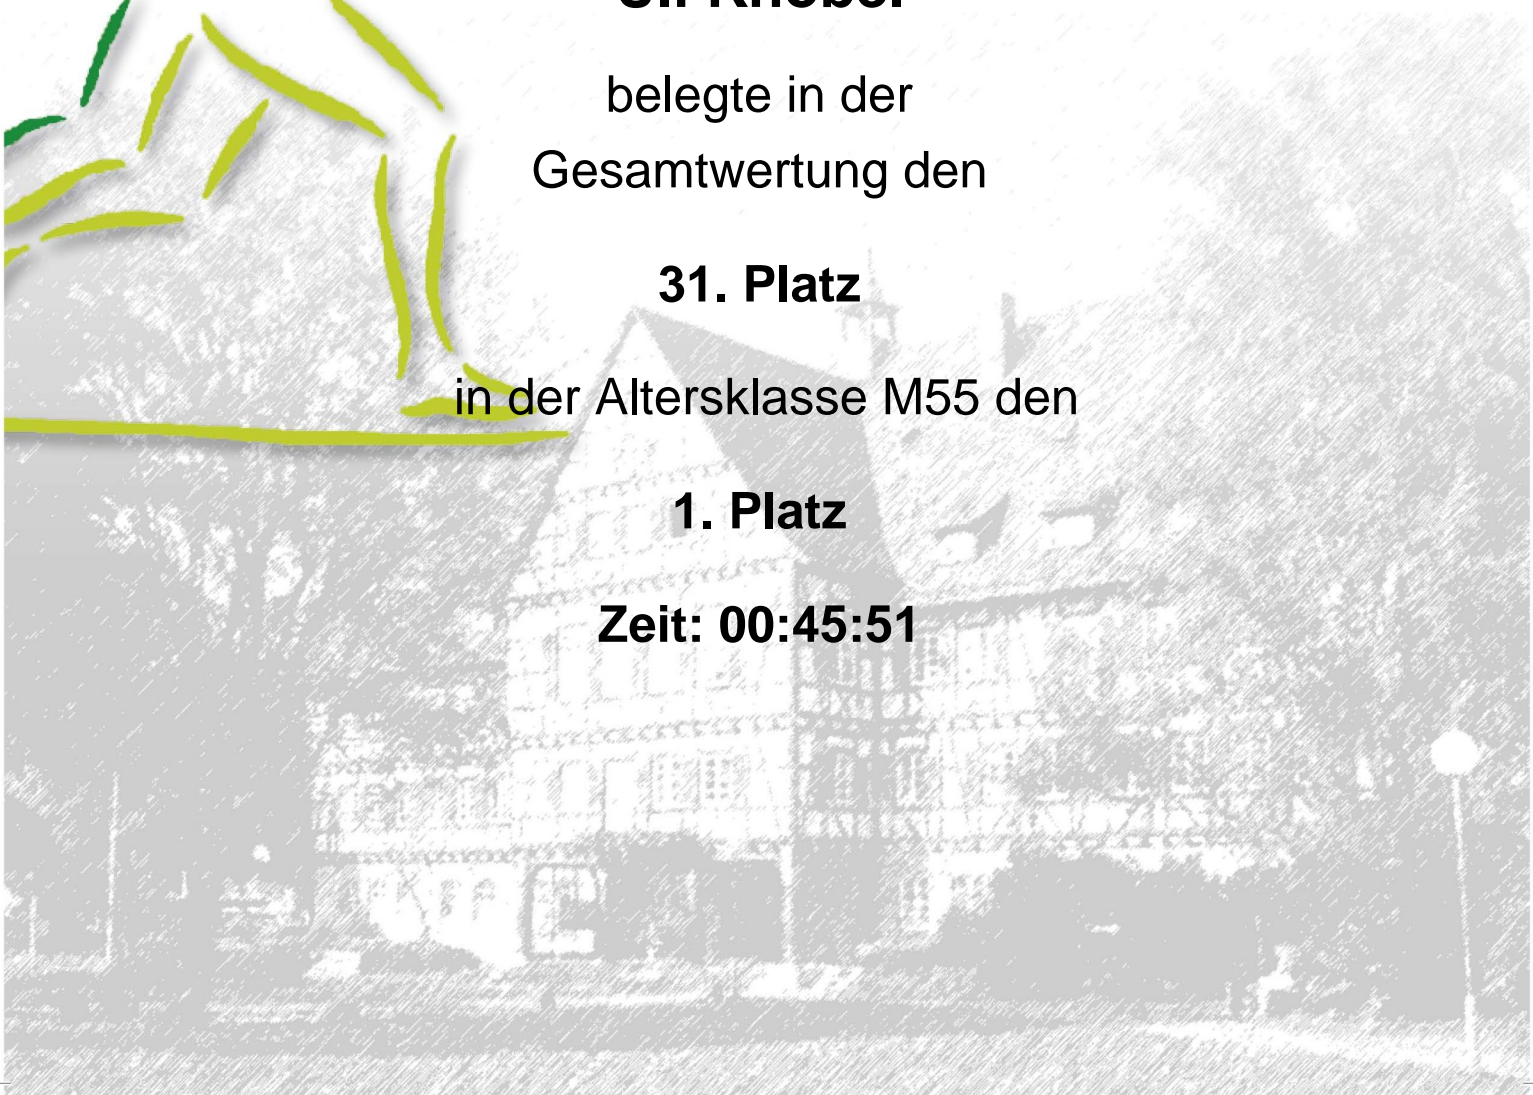 belegte in der
Gesamtwertung den
31. Platz
in der Altersklasse M55 den
1. Platz
Zeit: 00:45:51